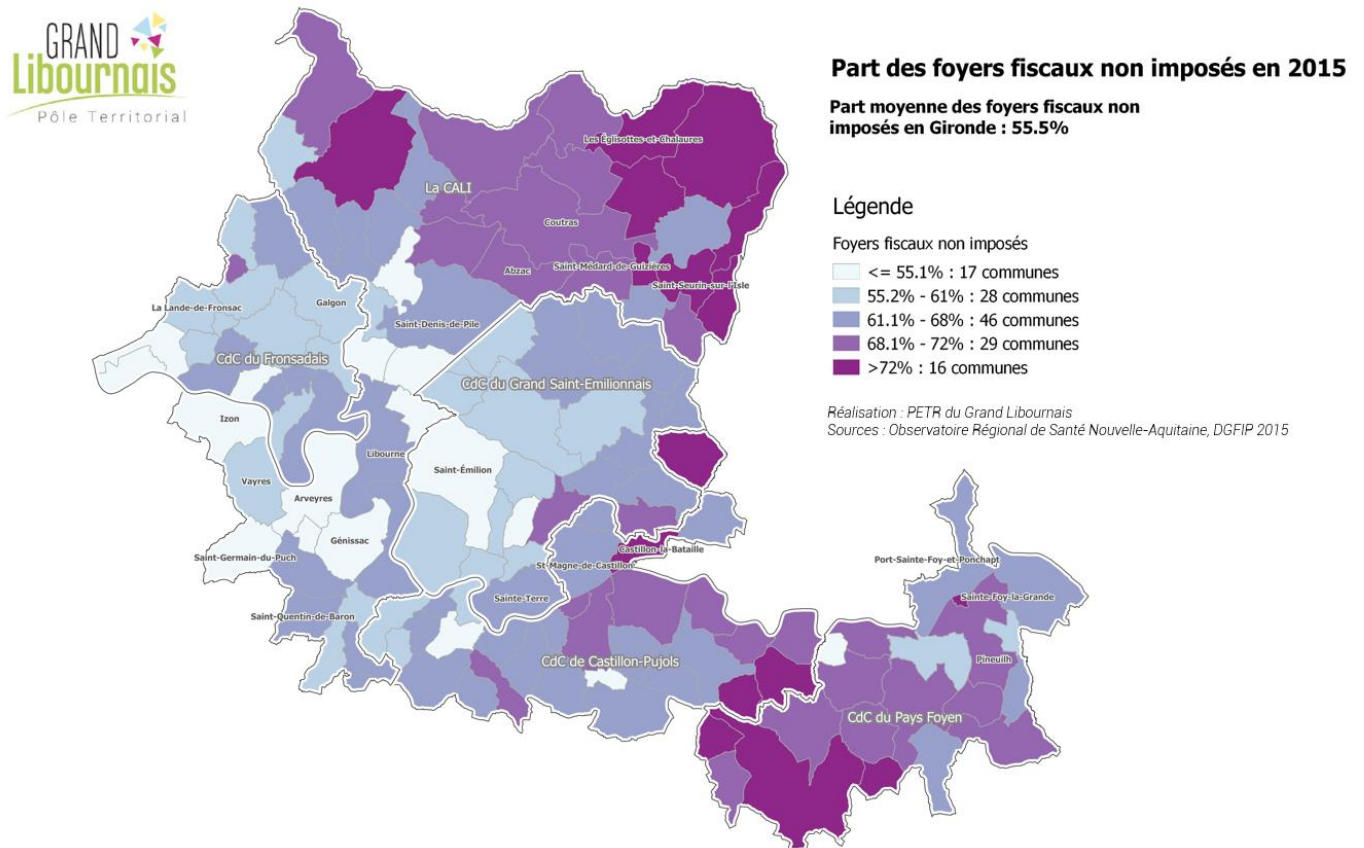 GRAND
Libournais
Pôle Territorial
Part des foyers fiscaux non imposés en 2015
Part moyenne des foyers fiscaux non
imposés en Gironde : 55.5%
Légende
Foyers fiscaux non imposés
<= 55.1% : 17 communes
55.2% - 61% : 28 communes
61.1% - 68% : 46 communes
68.1% - 72% : 29 communes
>72% : 16 communes
Réalisation : PETR du Grand Libournais
Sources : Observatoire Régional de Santé Nouvelle-Aquitaine, DGFIP 2015
Les Églisottes-et-Chalaures
La CALI
Coutras
Abzac
Saint-Médard-de-Guizières
Saint-Seurin-sur-l'Isle
La Lande-de-Fronsac
Galgon
Saint-Denis-de-Pile
CdC du Fronsadais
CdC du Grand Saint-Emilionnais
Izon
Libourne
Saint-Émilion
Vayres
Arveyres
Génissac
Saint-Germain-du-Puch
Castillon-la-Bataille
St-Magne-de-Castillon
Port-Sainte-Foy-et-Ponchapt
Sainte-Terre
Sainte-Foy-la-Grande
Saint-Quentin-de-Baron
CdC de Castillon-Pujols
Pineuilh
CdC du Pays Foyen